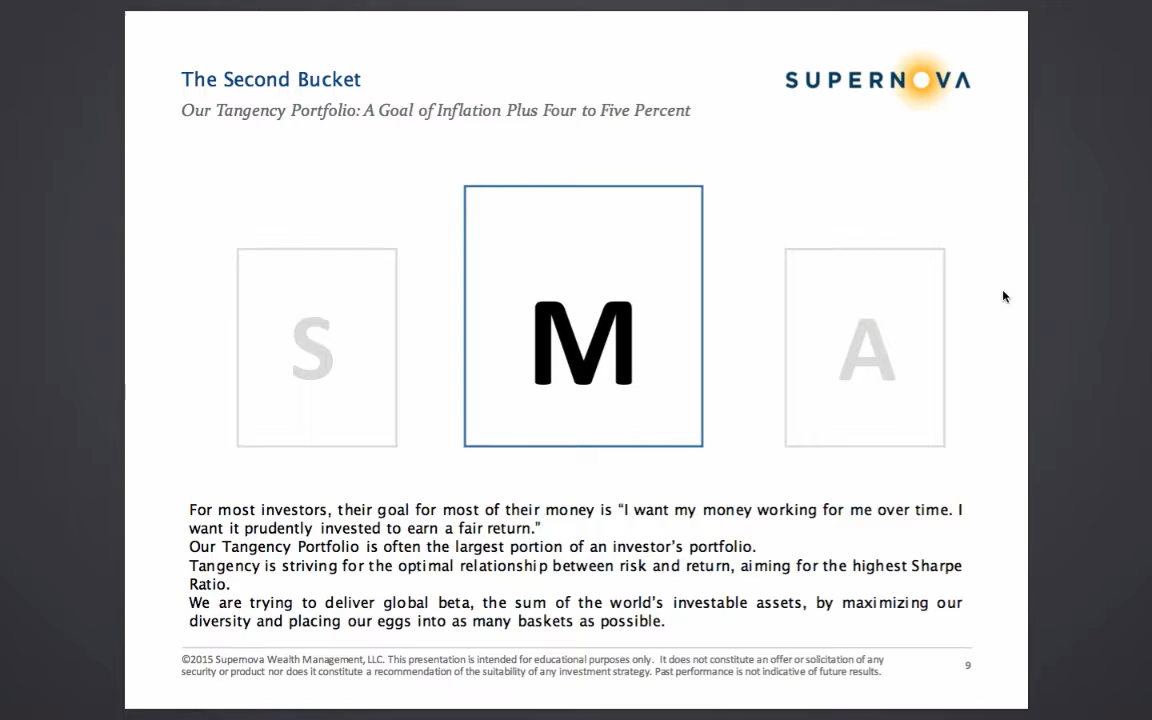 The Second Bucket
SUPERNOVA
Our Tangency Portfolio: A Goal of Inflation Plus Four to Five Percent
S
M
A
For most investors, their goal for most of their money is “I want my money working for me over time. I
want it prudently invested to earn a fair return.”
Our Tangency Portfolio is often the largest portion of an investor’s portfolio.
Tangency is striving for the optimal relationship between risk and return, aiming for the highest Sharpe
Ratio.
We are trying to deliver global beta, the sum of the world’s investable assets, by maximizing our
diversity and placing our eggs into as many baskets as possible.
©2015 Supernova Wealth Management, LLC. This presentation is intended for educational purposes only. It does not constitute an offer or solicitation of any
security or product nor does it constitute a recommendation of the suitability of any investment strategy. Past performance is not indicative of future results.
9